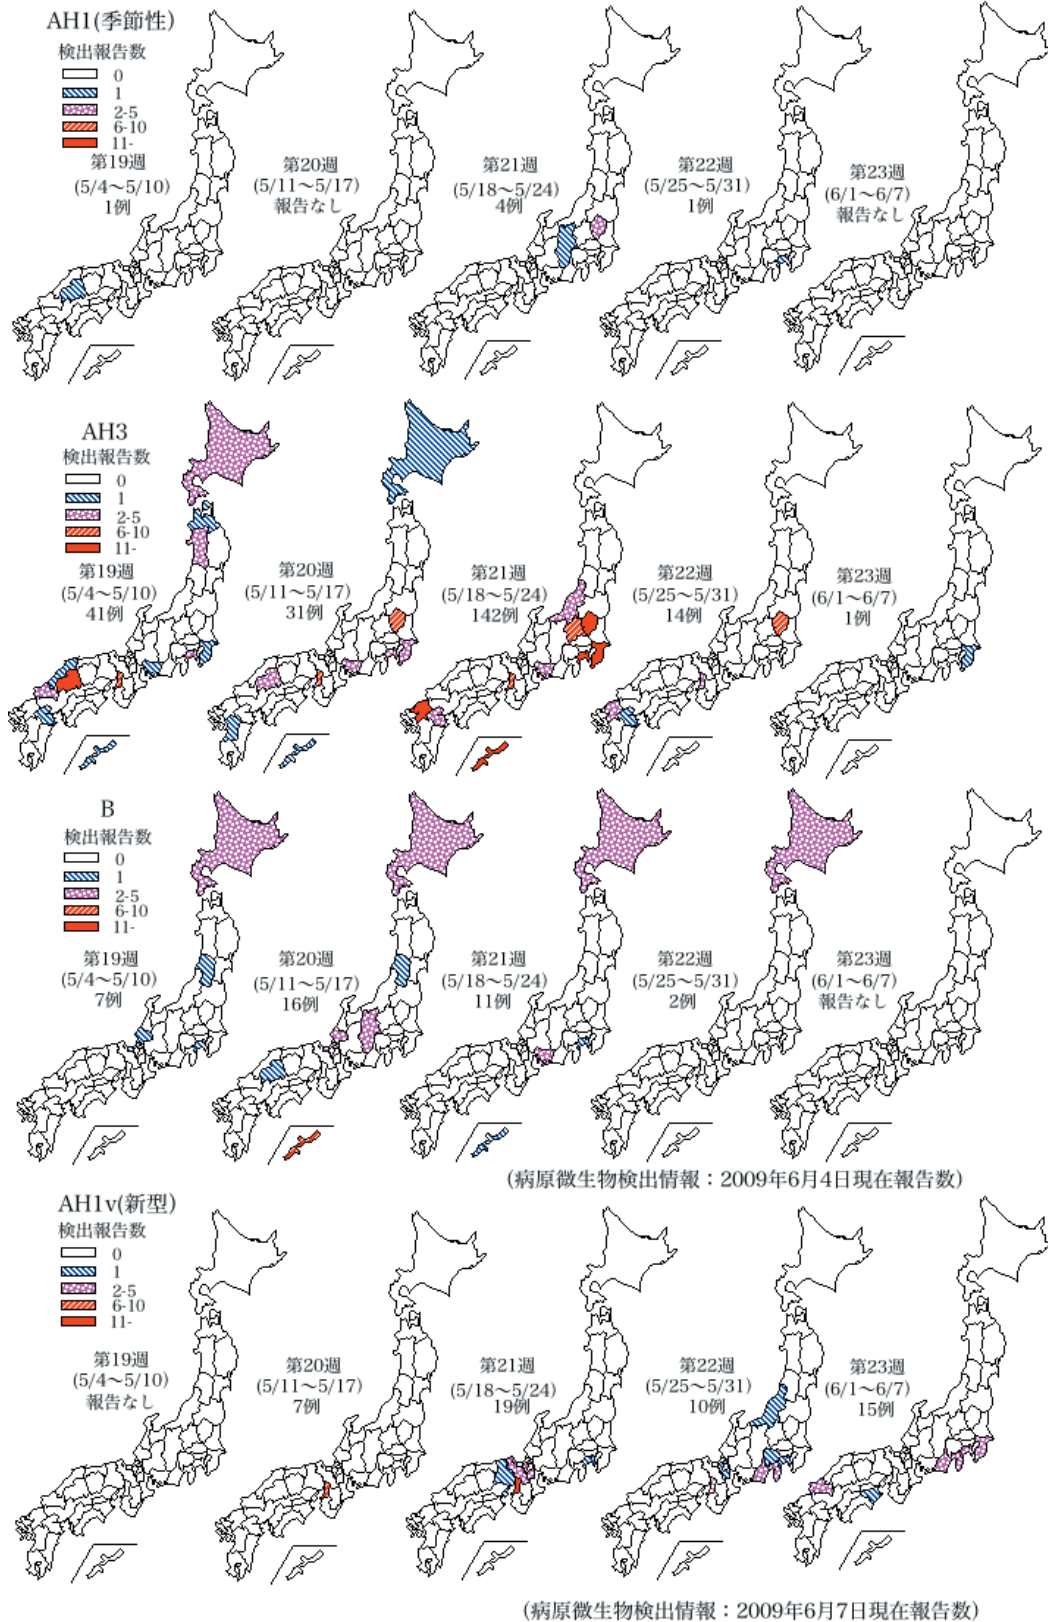 AH1(季節性)
検出報告数
0
1
2-5
6-10
11-
第19週
(5/4～5/10)
1例
第20週
(5/11～5/17)
報告なし
第21週
(5/18～5/24)
4例
第22週
(5/25～5/31)
1例
第23週
(6/1～6/7)
報告なし
AH3
検出報告数
0
1
2-5
6-10
11-
第19週
(5/4～5/10)
41例
第20週
(5/11～5/17)
31例
第21週
(5/18～5/24)
142例
第22週
(5/25～5/31)
14例
第23週
(6/1～6/7)
1例
B
検出報告数
0
1
2-5
6-10
11-
第19週
(5/4～5/10)
7例
第20週
(5/11～5/17)
16例
第21週
(5/18～5/24)
11例
第22週
(5/25～5/31)
2例
第23週
(6/1～6/7)
報告なし
(病原微生物検出情報：2009年6月4日現在報告数)
AH1v(新型)
検出報告数
0
1
2-5
6-10
11-
第19週
(5/4～5/10)
報告なし
第20週
(5/11～5/17)
7例
第21週
(5/18～5/24)
19例
第22週
(5/25～5/31)
10例
第23週
(6/1～6/7)
15例
(病原微生物検出情報：2009年6月7日現在報告数)